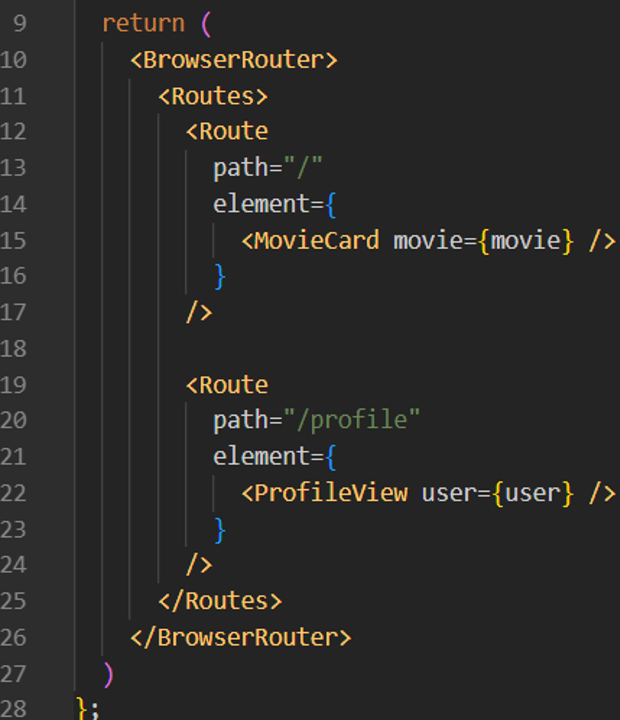 9 return (
10 <BrowserRouter>
11 <Routes>
12 <Route
13 path="/"
14 element={
15 <MovieCard movie={movie} />
16 }
17 />
18
19 <Route
20 path="/profile"
21 element={
22 <ProfileView user={user} />
23 }
24 />
25 </Routes>
26 </BrowserRouter>
27 )
28 };